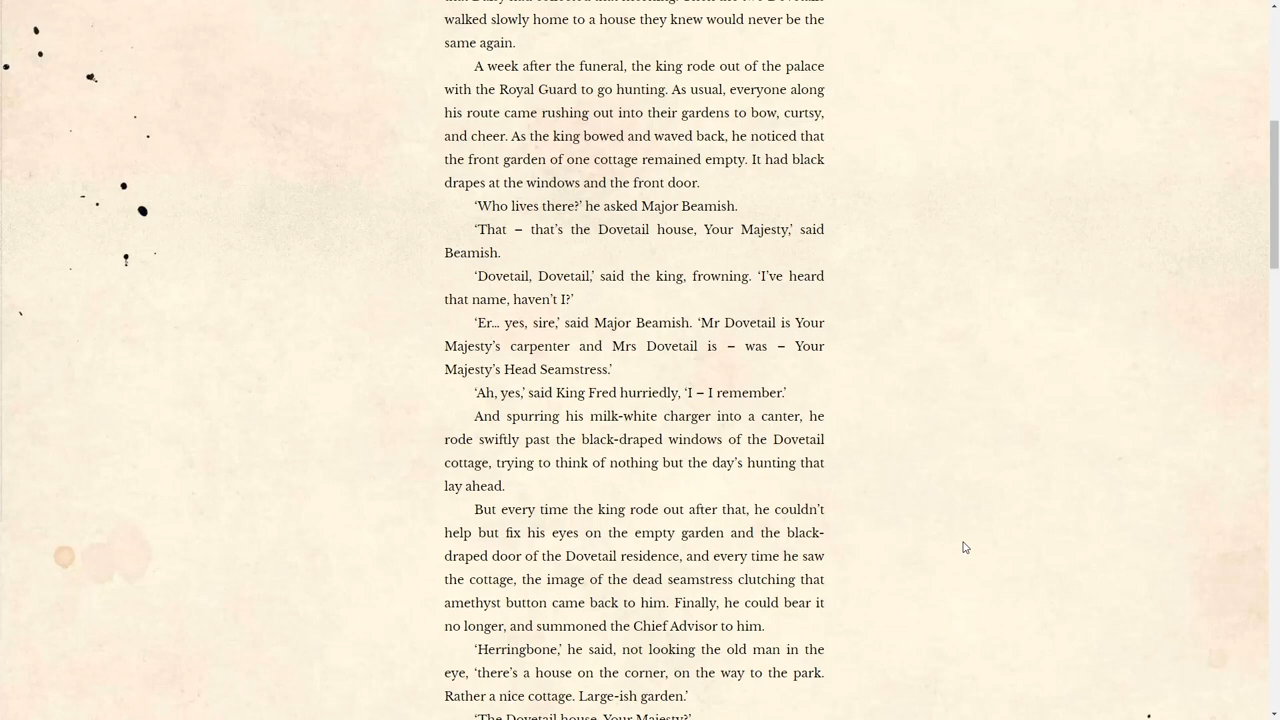 walked slowly home to a house they knew would never be the
same again.
A week after the funeral, the king rode out of the palace
with the Royal Guard to go hunting. As usual, everyone along
his route came rushing out into their gardens to bow, curtsy,
and cheer. As the king bowed and waved back, he noticed that
the front garden of one cottage remained empty. It had black
drapes at the windows and the front door.
‘Who lives there?’ he asked Major Beamish.
‘That – that’s the Dovetail house, Your Majesty,’ said
Beamish.
‘Dovetail, Dovetail,’ said the king, frowning. ‘I’ve heard
that name, haven’t I?’
‘Er… yes, sire,’ said Major Beamish. ‘Mr Dovetail is Your
Majesty’s carpenter and Mrs Dovetail is – was – Your
Majesty’s Head Seamstress.’
‘Ah, yes,’ said King Fred hurriedly, ‘I – I remember.’
And spurring his milk-white charger into a canter, he
rode swiftly past the black-draped windows of the Dovetail
cottage, trying to think of nothing but the day’s hunting that
lay ahead.
But every time the king rode out after that, he couldn’t
help but fix his eyes on the empty garden and the black-
draped door of the Dovetail residence, and every time he saw
the cottage, the image of the dead seamstress clutching that
amethyst button came back to him. Finally, he could bear it
no longer, and summoned the Chief Advisor to him.
‘Herringbone,’ he said, not looking the old man in the
eye, ‘there’s a house on the corner, on the way to the park.
Rather a nice cottage. Large-ish garden.’
‘The Dovetail house, Your Majesty?’